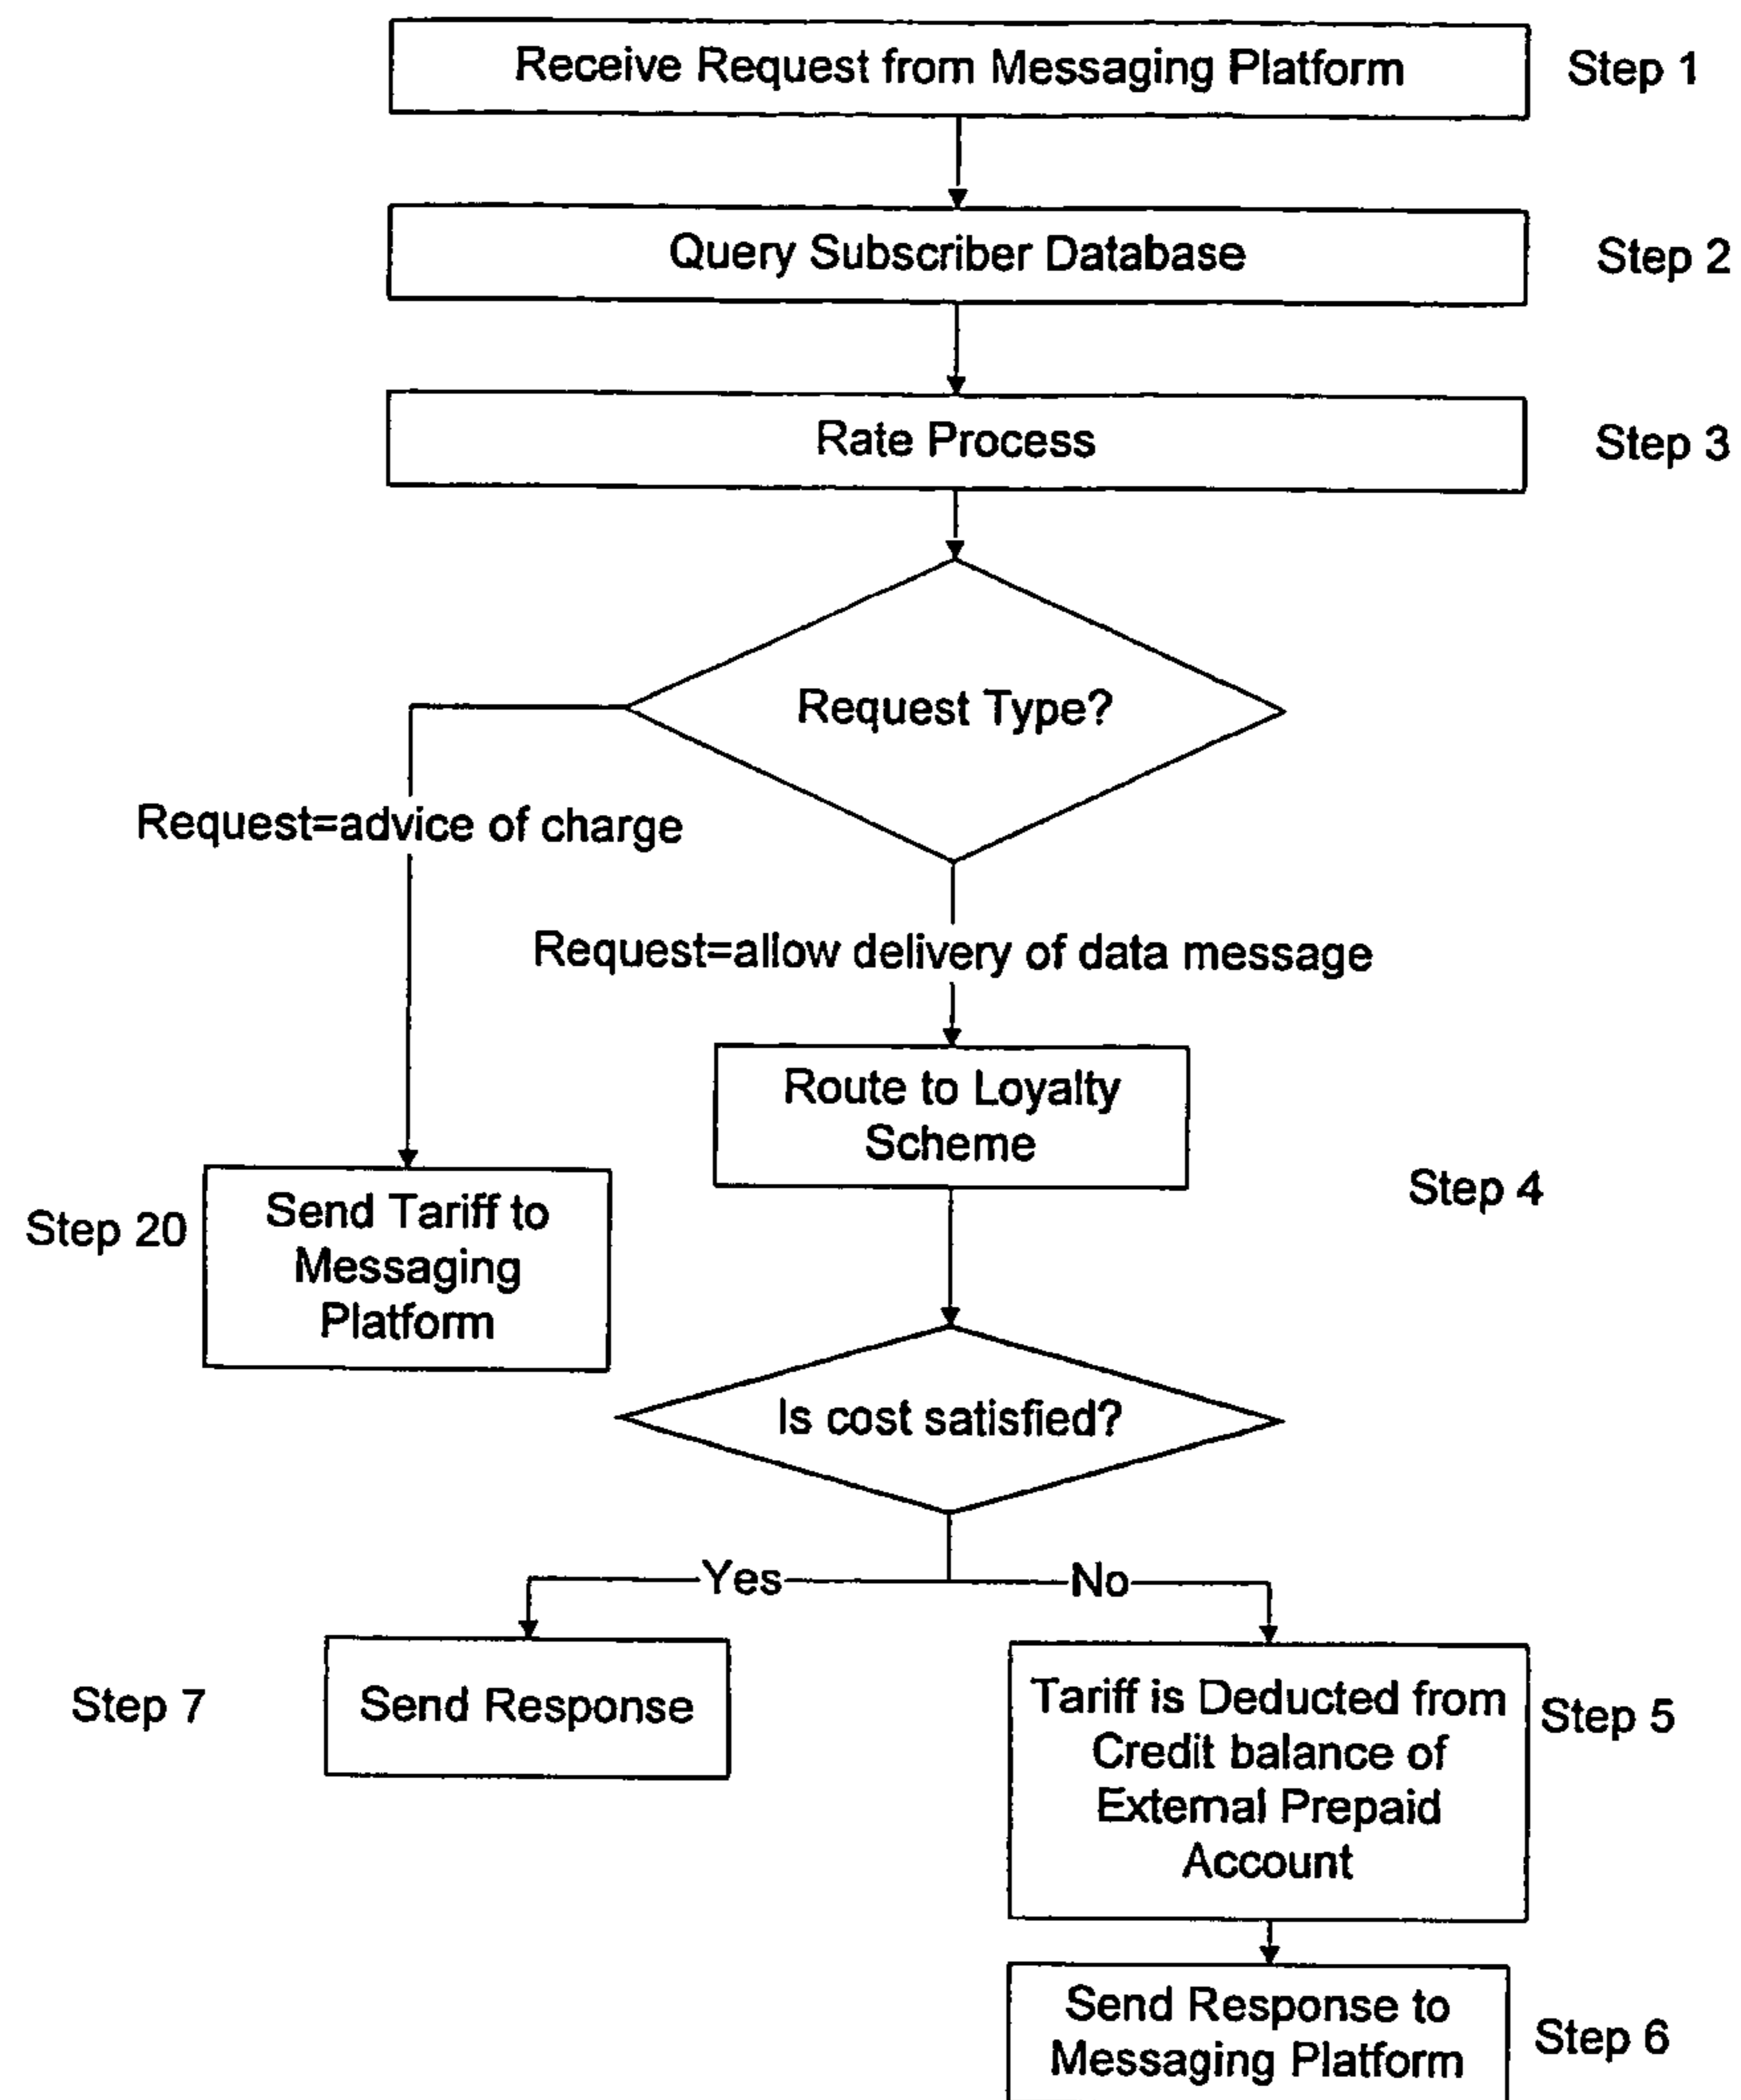 Receive Request from Messaging Platform
Step 1
Query Subscriber Database
Step 2
Rate Process
Step 3
Request Type?
Request=advice of charge
Request=allow delivery of data message
Route to Loyalty
Scheme
Step 4
Step 20
Send Tariff to
Messaging
Platform
Is cost satisfied?
Yes
No
Step 7
Send Response
Tariff is Deducted from
Credit balance of
External Prepaid
Account
Step 5
Send Response to
Messaging Platform
Step 6